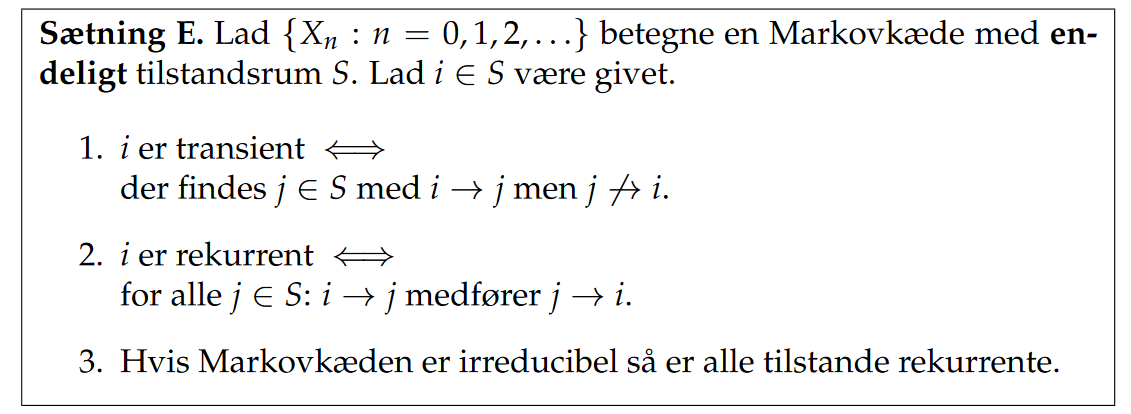 Sætning E. Lad {Xₙ : n = 0, 1, 2, . . .} betegne en Markovkæde med en-
deligt tilstandsrum S. Lad i ∈ S være givet.
1. i er transient ⟺
der findes j ∈ S med i → j men j ↛ i.
2. i er rekurrent ⟺
for alle j ∈ S: i → j medfører j → i.
3. Hvis Markovkæden er irreducibel så er alle tilstande rekurrente.